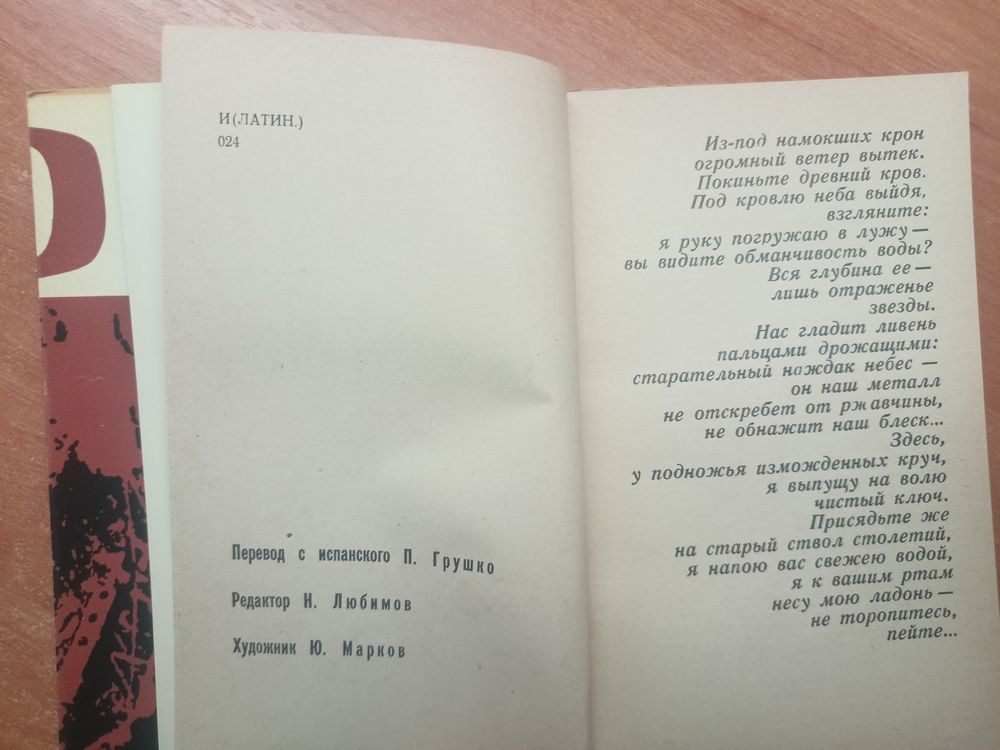 И(ЛАТИН.)
024
Перевод с испанского П. Грушко
Редактор Н. Любимов
Художник Ю. Марков
Из-под намокших крон
огромный ветер вытек.
Покиньте древний кров.
Под кровлю неба выйдя,
взгляните:
я руку погружаю в лужу —
вы видите обманчивость воды?
Вся глубина ее —
лишь отраженье
звезды.
Нас гладит ливень
пальцами дрожащими:
старательный наждак небес —
он наш металл
не отскребет от ржавчины,
не обнажит наш блеск...
Здесь,
у подножья изможденных круч,
я выпущу на волю
чистый ключ.
Присядьте же
на старый ствол столетий,
я напою вас свежею водой,
я к вашим ртам
несу мою ладонь —
не торопитесь,
пейте...